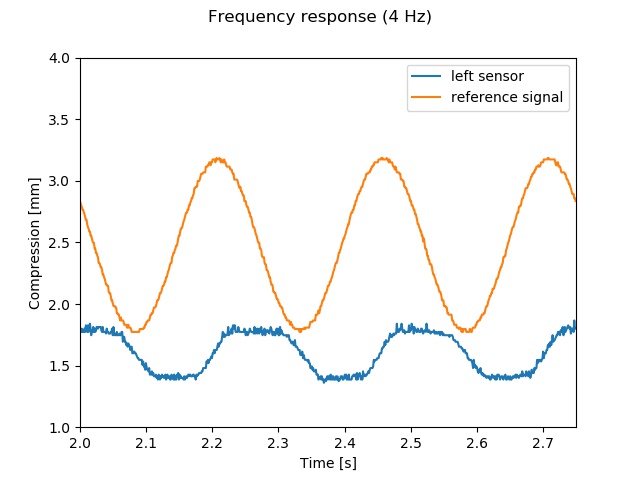 Frequency response (4 Hz)
left sensor
reference signal
Compression [mm]
4.0
3.5
3.0
2.5
2.0
1.5
1.0
2.0 2.1 2.2 2.3 2.4 2.5 2.6 2.7
Time [s]